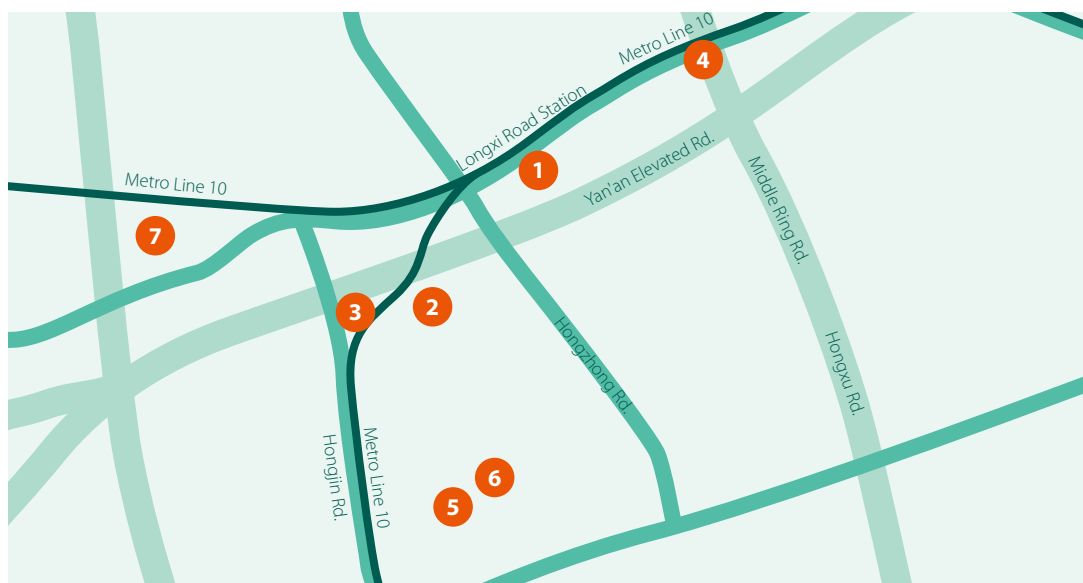 Metro Line 10
4
Longxi Road Station
1
Yan'an Elevated Rd.
Metro Line 10
7
Middle Ring Rd.
3
2
Hongzhong Rd.
Hongxu Rd.
Hongjin Rd.
Metro Line 10
6
5